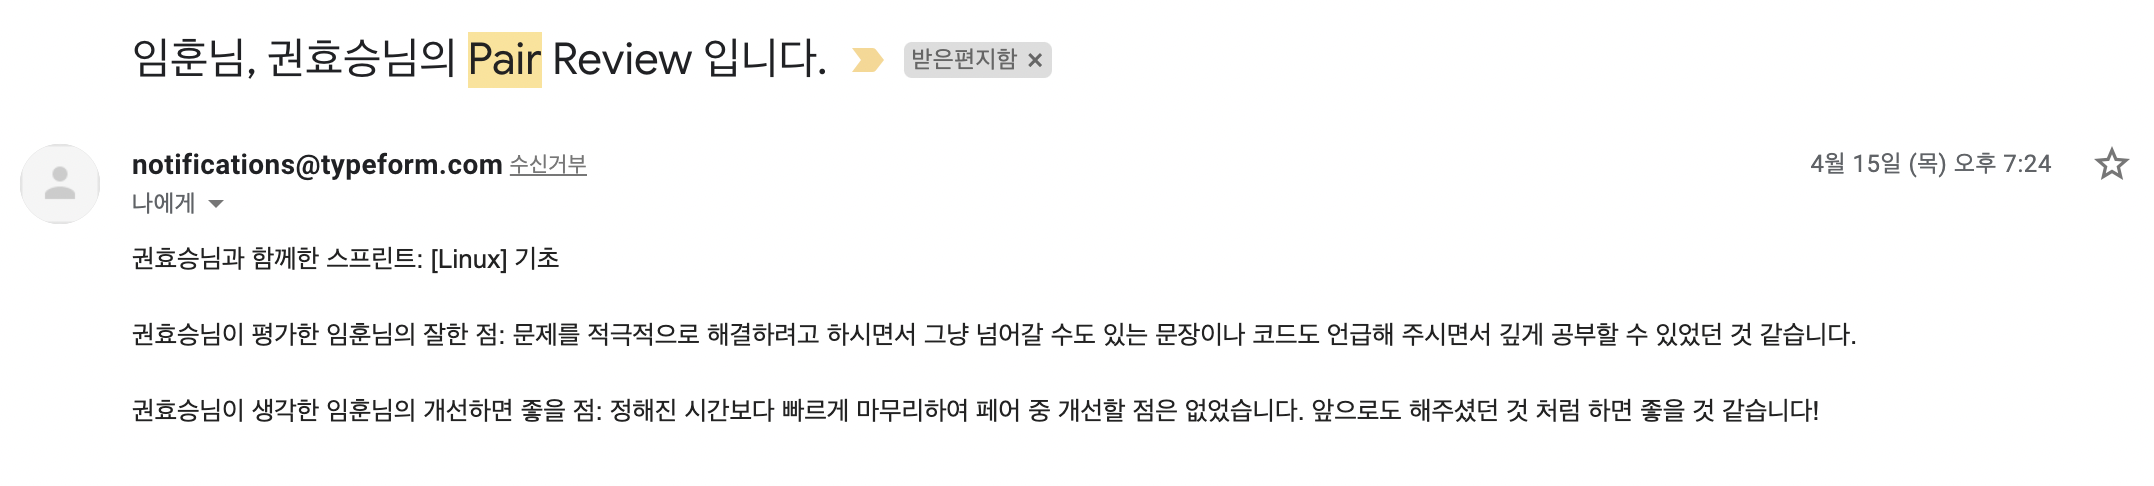 임훈님, 권효승님의 Pair Review 입니다. 받은편지함 ×
notifications@typeform.com 수신거부 4월 15일 (목) 오후 7:24
나에게
권효승님과 함께한 스프린트: [Linux] 기초
권효승님이 평가한 임훈님의 잘한 점: 문제를 적극적으로 해결하려고 하시면서 그냥 넘어갈 수도 있는 문장이나 코드도 언급해 주시면서 깊게 공부할 수 있었던 것 같습니다.
권효승님이 생각한 임훈님의 개선하면 좋을 점: 정해진 시간보다 빠르게 마무리하여 페어 중 개선할 점은 없었습니다. 앞으로도 해주셨던 것 처럼 하면 좋을 것 같습니다!